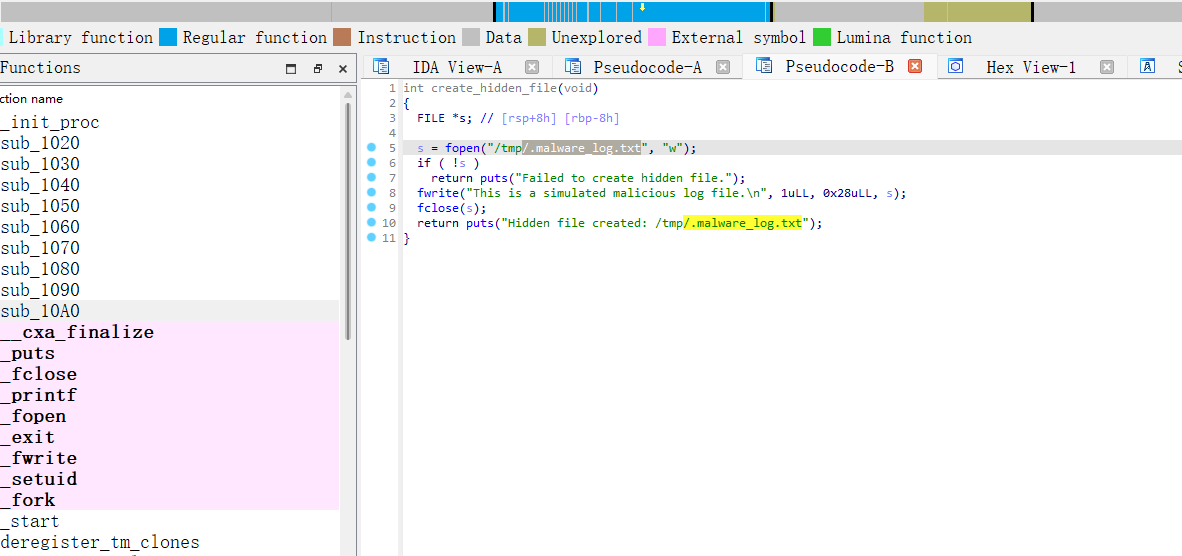 Library function Regular function Instruction Data Unexplored External symbol Lumina function
Functions
IDA View-A Pseudocode-A Pseudocode-B Hex View-1
ction name
_init_proc
sub_1020
sub_1030
sub_1040
sub_1050
sub_1060
sub_1070
sub_1080
sub_1090
sub_10A0
__cxa_finalize
_puts
_fclose
_printf
_fopen
_exit
_fwrite
_setuid
_fork
_start
deregister_tm_clones
1 int create_hidden_file(void)
2 {
3 FILE *s; // [rsp+8h] [rbp-8h]
4
5 s = fopen("/tmp/.malware_log.txt", "w");
6 if ( !s )
7 return puts("Failed to create hidden file.");
8 fwrite("This is a simulated malicious log file.\n", 1uLL, 0x28uLL, s);
9 fclose(s);
10 return puts("Hidden file created: /tmp/.malware_log.txt");
11 }